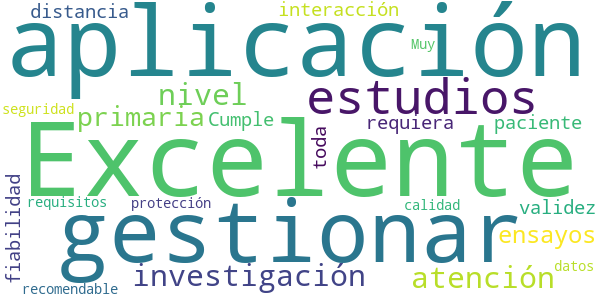 distancia
interacción
aplicación
Muy
nivel
estudios
seguridad
primaria
Cumple
requiera
paciente
toda
Excelente
fiabilidad
requisitos
protección
calidad
validez
gestionar
ensayos
investigación
atención
datos
recomendable